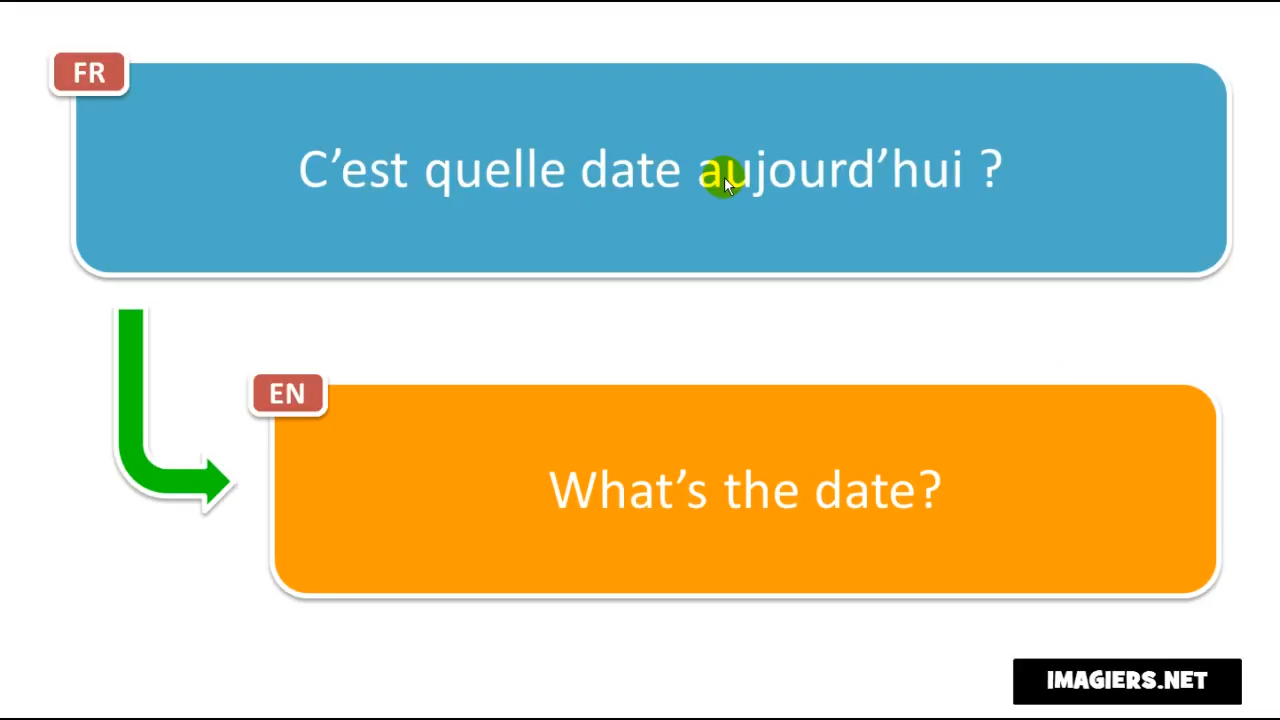 FR
C’est quelle date aujourd’hui ?
EN
What’s the date?
IMAGIERS.NET